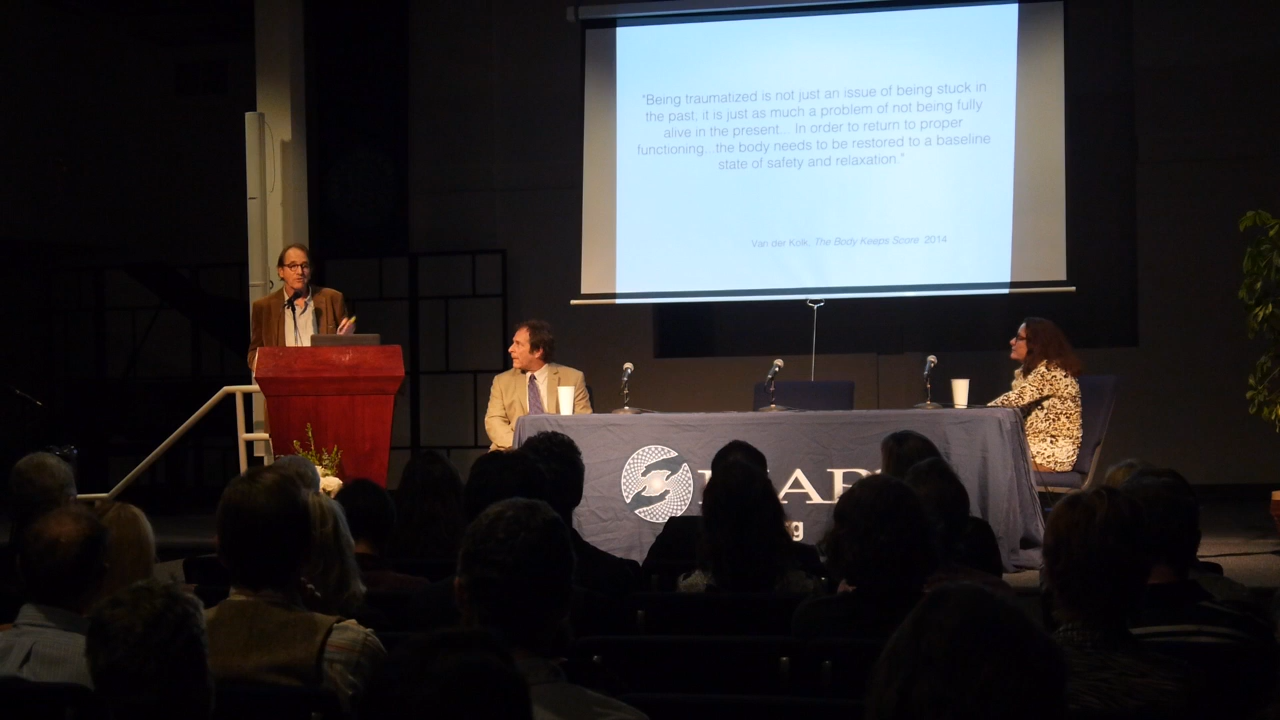 "Being traumatized is not just an issue of being stuck in
the past; it is just as much a problem of not being fully
alive in the present... In order to return to proper
functioning...the body needs to be restored to a baseline
state of safety and relaxation."
Van der Kolk, The Body Keeps Score 2014